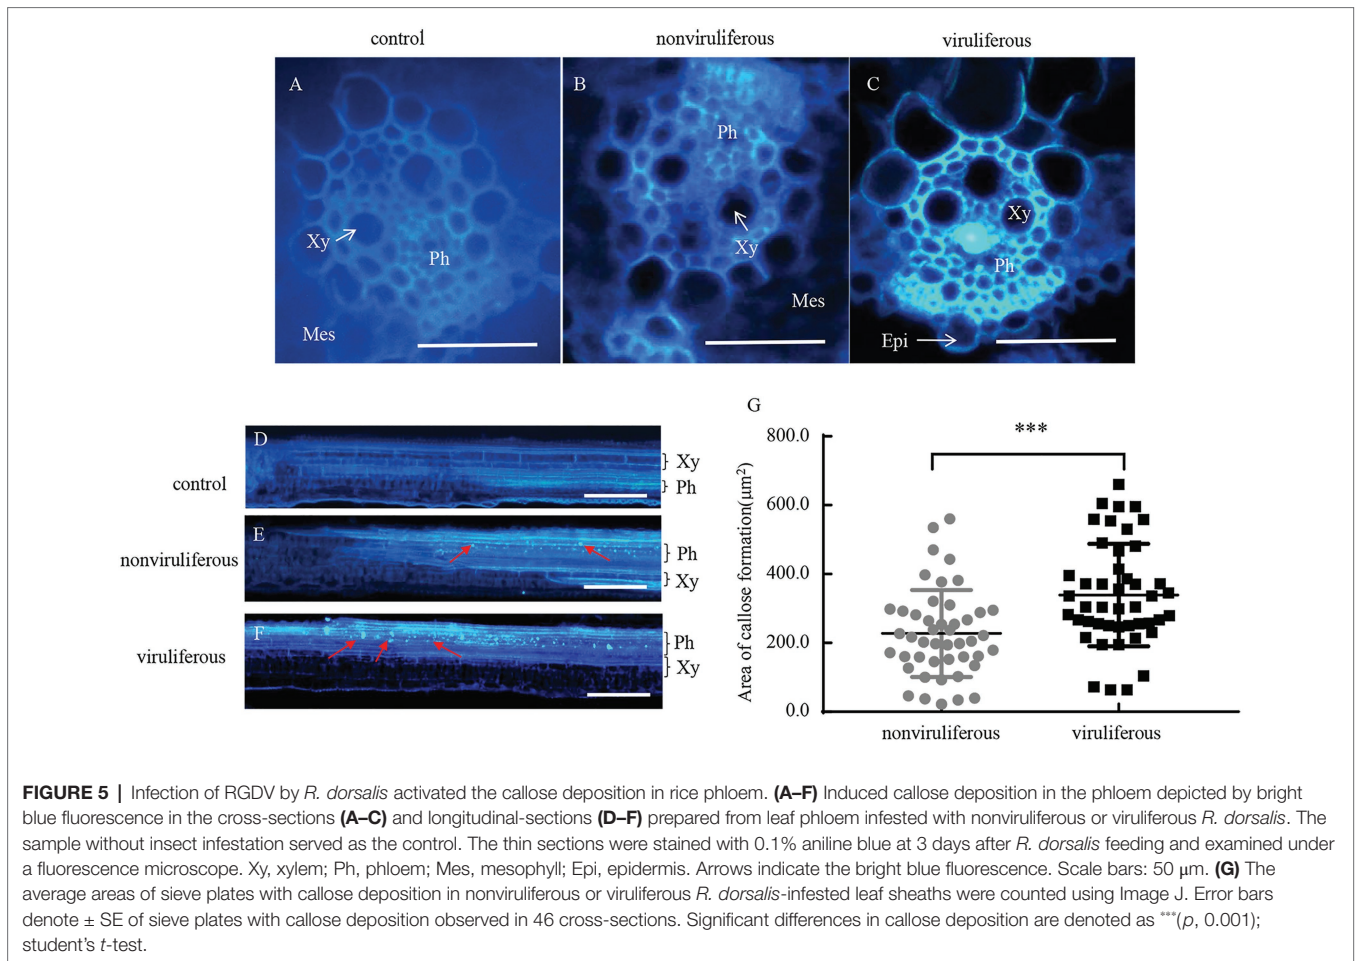 control nonviruliferous viruliferous
A
Xy
Ph
Mes
B
Ph
Xy
Mes
C
Xy
Ph
Epi
control
D
Xy
Ph
nonviruliferous
E
Ph
Xy
viruliferous
F
Ph
Xy
G
***
Area of callose formation(μm²)
800.0
600.0
400.0
200.0
0.0
nonviruliferous viruliferous
FIGURE 5 | Infection of RGDV by R. dorsalis activated the callose deposition in rice phloem. (A–F) Induced callose deposition in the phloem depicted by bright
blue fluorescence in the cross-sections (A–C) and longitudinal-sections (D–F) prepared from leaf phloem infested with nonviruliferous or viruliferous R. dorsalis. The
sample without insect infestation served as the control. The thin sections were stained with 0.1% aniline blue at 3 days after R. dorsalis feeding and examined under
a fluorescence microscope. Xy, xylem; Ph, phloem; Mes, mesophyll; Epi, epidermis. Arrows indicate the bright blue fluorescence. Scale bars: 50 μm. (G) The
average areas of sieve plates with callose deposition in nonviruliferous or viruliferous R. dorsalis-infested leaf sheaths were counted using Image J. Error bars
denote ± SE of sieve plates with callose deposition observed in 46 cross-sections. Significant differences in callose deposition are denoted as ***(p, 0.001);
student's t-test.